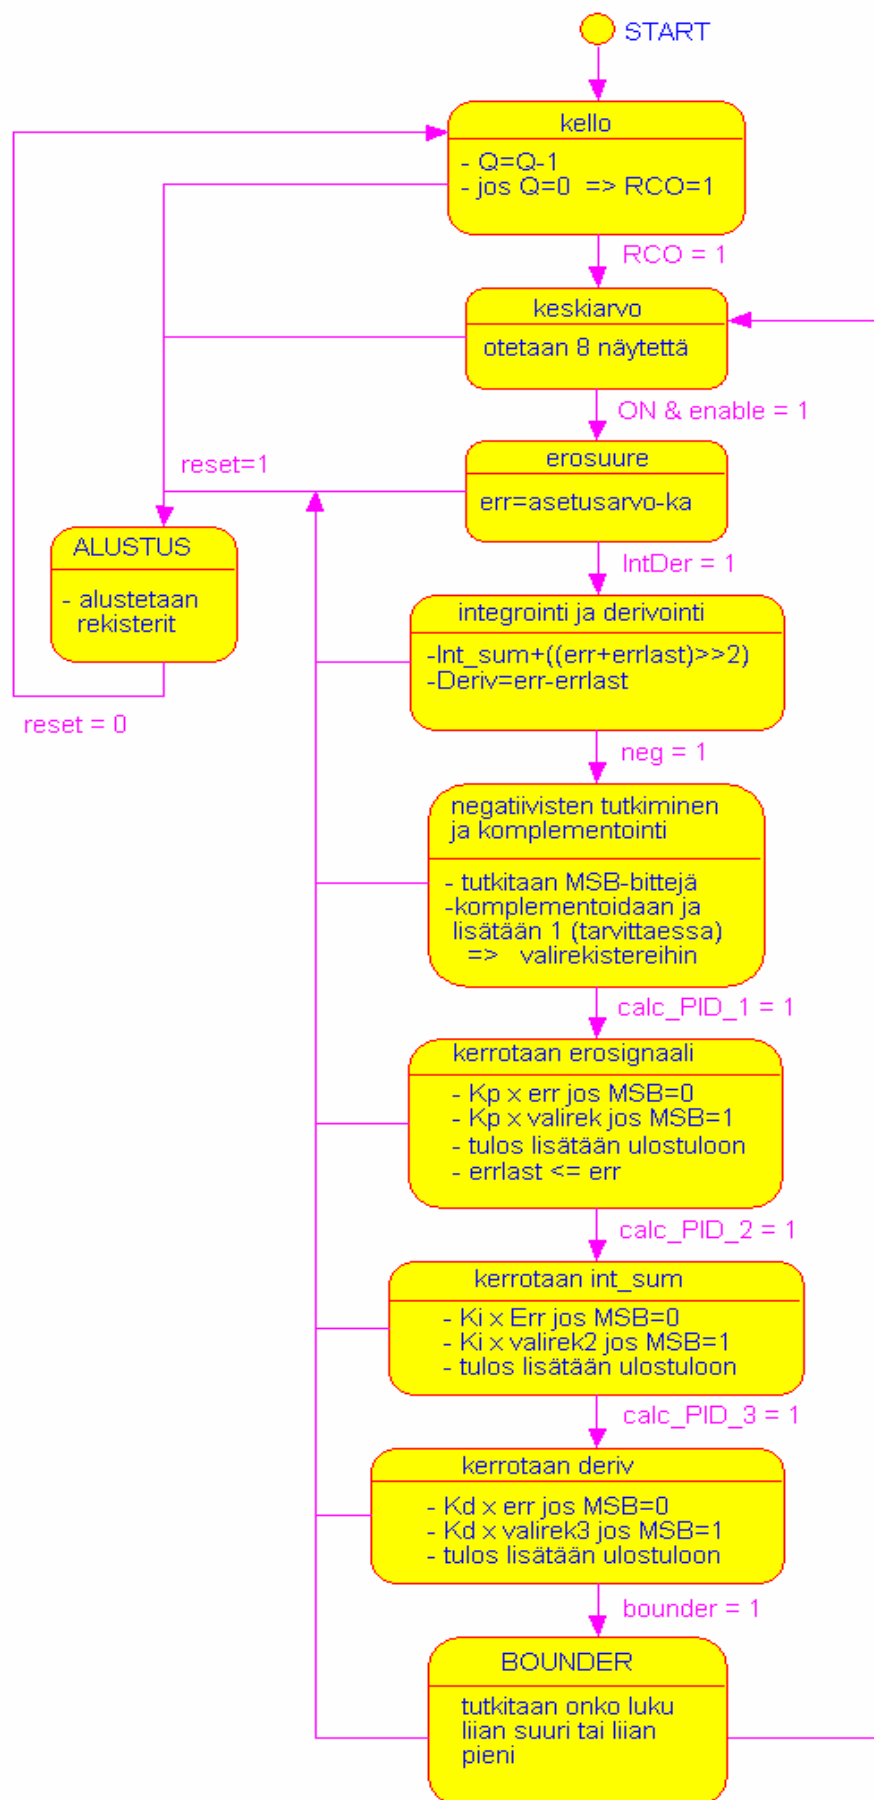 START
kello
- Q=Q-1
- jos Q=0 => RCO=1
RCO = 1
keskiarvo
otetaan 8 näytettä
ON & enable = 1
reset=1
erosuure
err=asetusarvo-ka
ALUSTUS
- alustetaan
rekisterit
reset = 0
IntDer = 1
integrointi ja derivointi
-Int_sum+((err+errlast)>>2)
-Deriv=err-errlast
neg = 1
negatiivisten tutkiminen
ja komplementointi
- tutkitaan MSB-bittejä
-komplementoidaan ja
lisätään 1 (tarvittaessa)
=> valirekistereihin
calc_PID_1 = 1
kerrotaan erosignaali
- Kp x err jos MSB=0
- Kp x valirek jos MSB=1
- tulos lisätään ulostuloon
- errlast <= err
calc_PID_2 = 1
kerrotaan int_sum
- Ki x Err jos MSB=0
- Ki x valirek2 jos MSB=1
- tulos lisätään ulostuloon
calc_PID_3 = 1
kerrotaan deriv
- Kd x err jos MSB=0
- Kd x valirek3 jos MSB=1
- tulos lisätään ulostuloon
bounder = 1
BOUNDER
tutkitaan onko luku
liian suuri tai liian
pieni